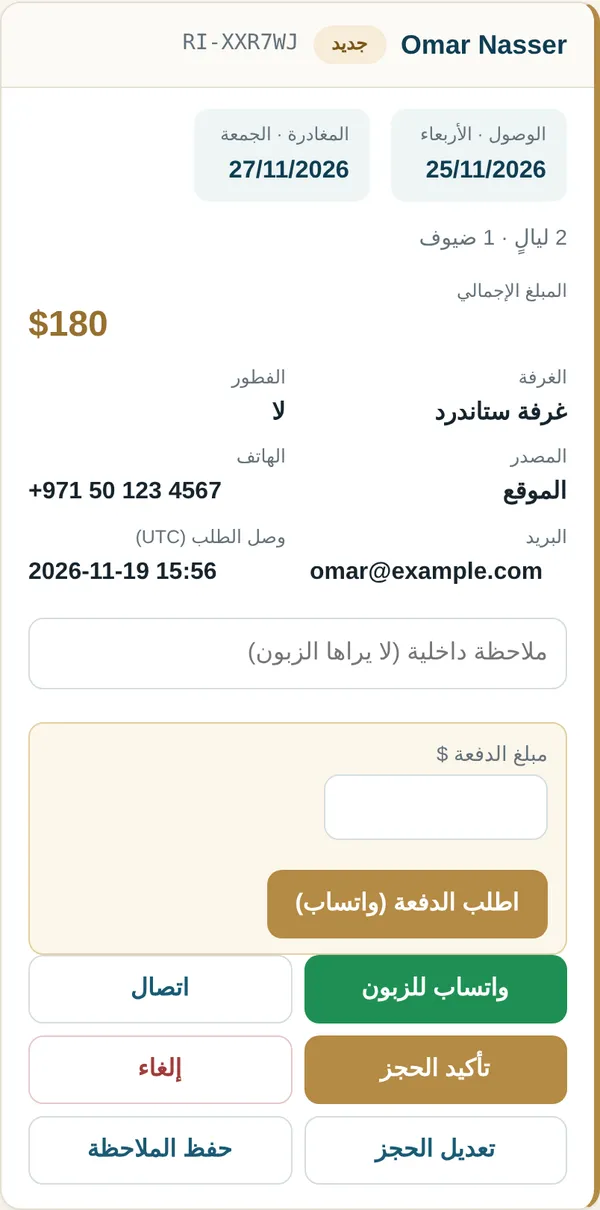 Omar Nasser جديد RI-XXR7WJ
الوصول · الأربعاء
25/11/2026
المغادرة · الجمعة
27/11/2026
2 ليالٍ · 1 ضيوف
المبلغ الإجمالي
$180
الغرفة
غرفة ستاندرد
الفطور
لا
المصدر
الموقع
الهاتف
+971 50 123 4567
البريد
omar@example.com
وصل الطلب (UTC)
2026-11-19 15:56
ملاحظة داخلية (لا يراها الزبون)
مبلغ الدفعة $
اطلب الدفعة (واتساب)
واتساب للزبون
اتصال
تأكيد الحجز
إلغاء
تعديل الحجز
حفظ الملاحظة